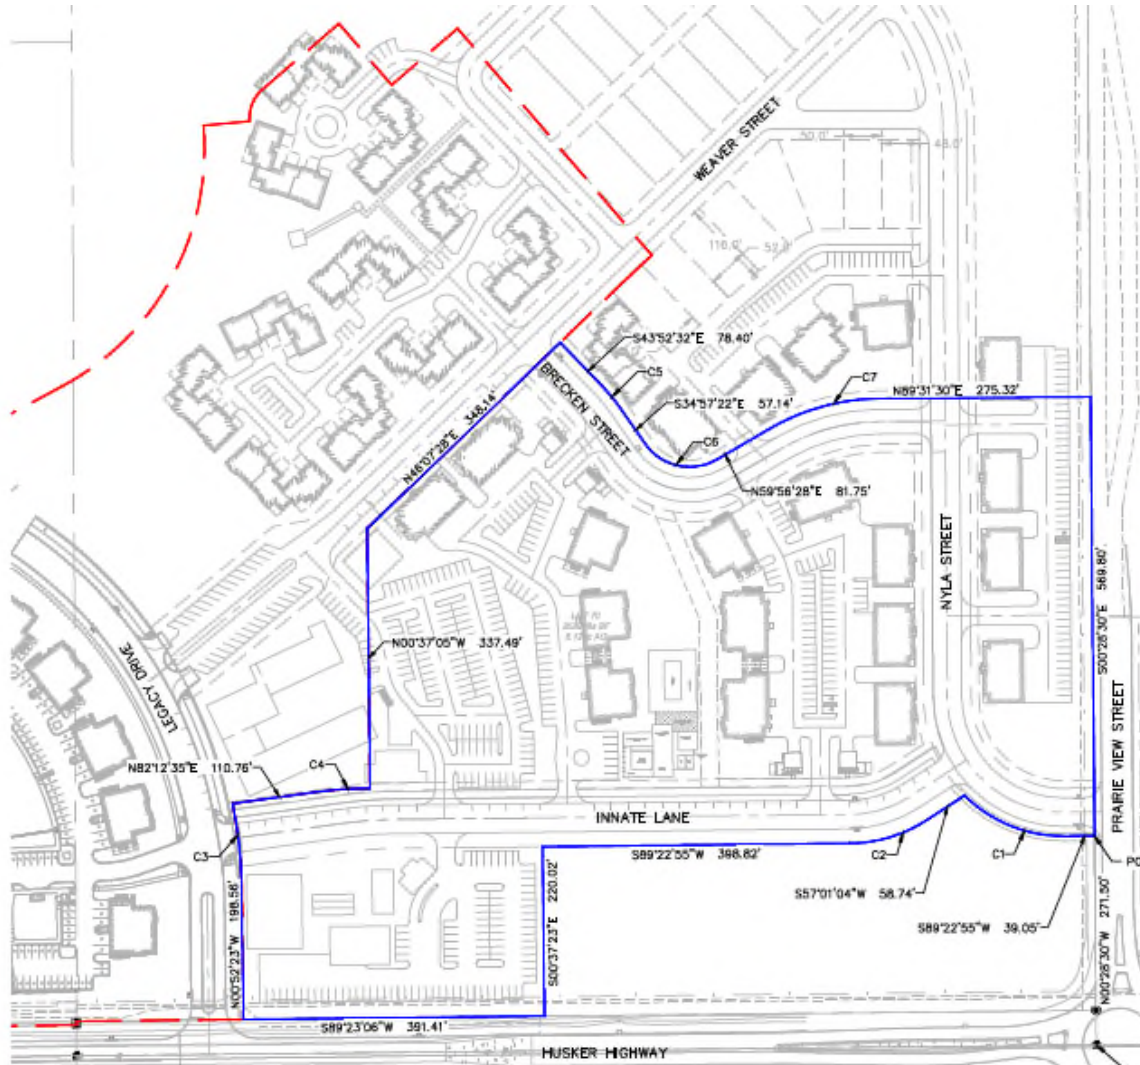 WEAVER STREET
50.0'
48.0'
116.0'
52.0'
S43°52'32"E 78.40'
C5
BRECKEN STREET
S34°57'22"E 57.14'
C7
N89°31'30"E 275.32'
N46°07'28"E 348.14'
C6
N59°56'28"E 81.75'
NYLA STREET
S00°28'30"E 569.80'
N00°37'05"W 337.49'
LEGACY DRIVE
PRAIRIE VIEW STREET
N82°12'35"E 110.76'
C4
INNATE LANE
C3
S89°22'55"W 398.82'
C2
C1
PO
S57°01'04"W 58.74'
S89°22'55"W 39.05'
N00°52'23"W 198.58'
S00°37'23"E 220.02'
N00°28'30"W 271.50'
S89°23'06"W 391.41'
HUSKER HIGHWAY